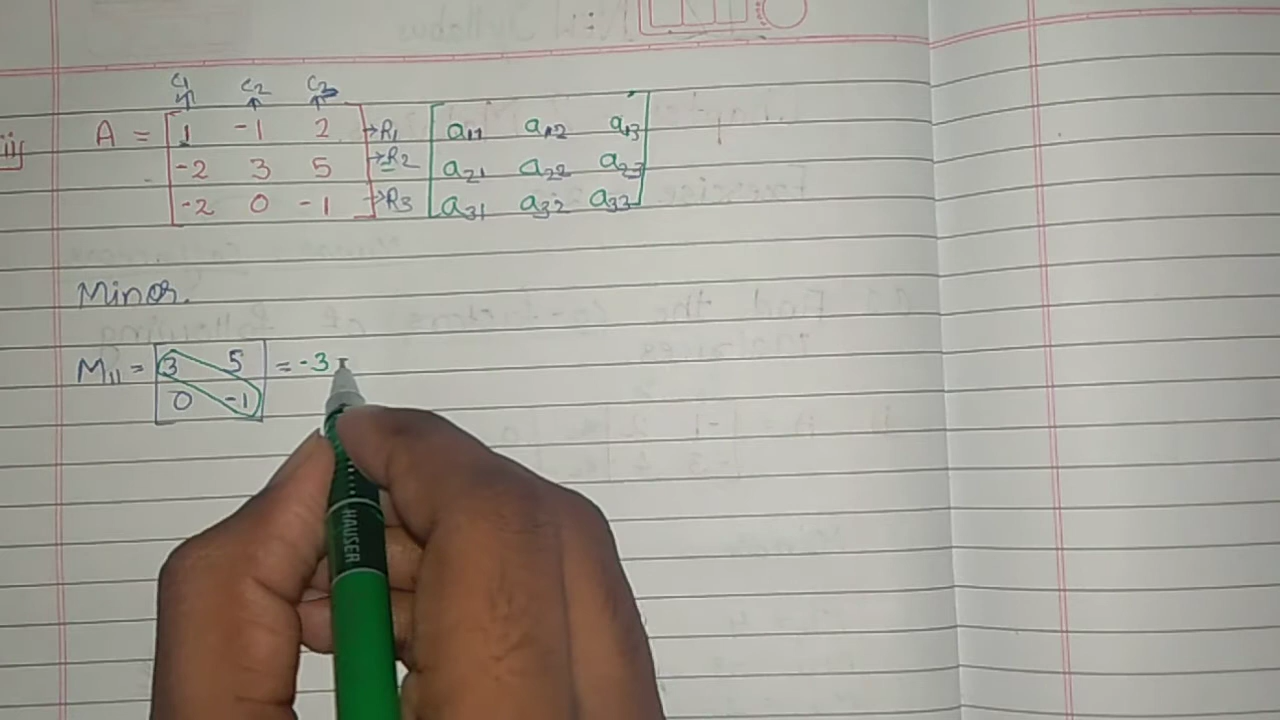 C1 C2 C3
ii) A = [ 1 -1 2 ] →R1 [ a11 a12 a13 ]
[ -2 3 5 ] →R2 [ a21 a22 a23 ]
[ -2 0 -1 ] →R3 [ a31 a32 a33 ]
Minor.
M11 = | 3 5 | = -3
| 0 -1 |
HAUSER